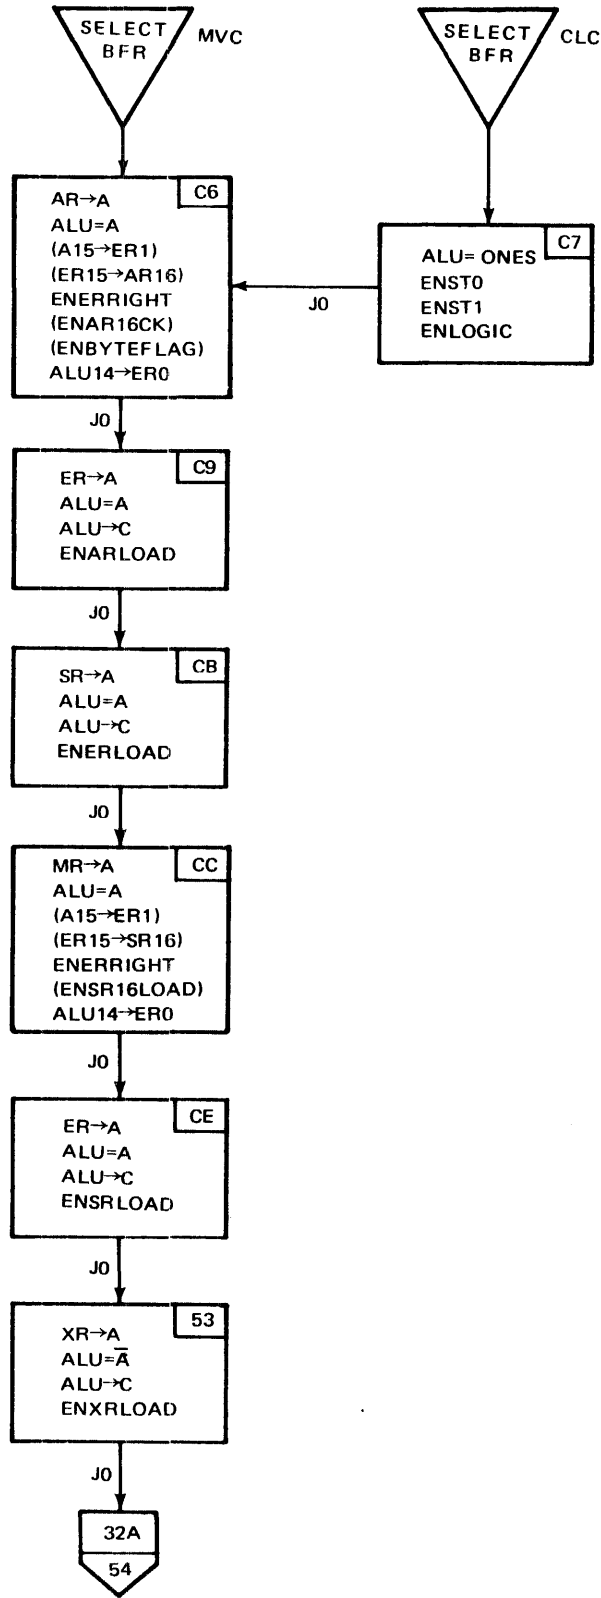 SELECT
BFR
MVC
SELECT
BFR
CLC
C6
AR→A
ALU=A
(A15→ER1)
(ER15→AR16)
ENERRIGHT
(ENAR16CK)
(ENBYTEFLAG)
ALU14→ER0
C7
ALU=ONES
ENST0
ENST1
ENLOGIC
J0
J0
C9
ER→A
ALU=A
ALU→C
ENARLOAD
J0
CB
SR→A
ALU=A
ALU→C
ENERLOAD
J0
CC
MR→A
ALU=A
(A15→ER1)
(ER15→SR16)
ENERRIGHT
(ENSR16LOAD)
ALU14→ER0
J0
CE
ER→A
ALU=A
ALU→C
ENSRLOAD
J0
53
XR→A
ALU=A̅
ALU→C
ENXRLOAD
J0
32A
54